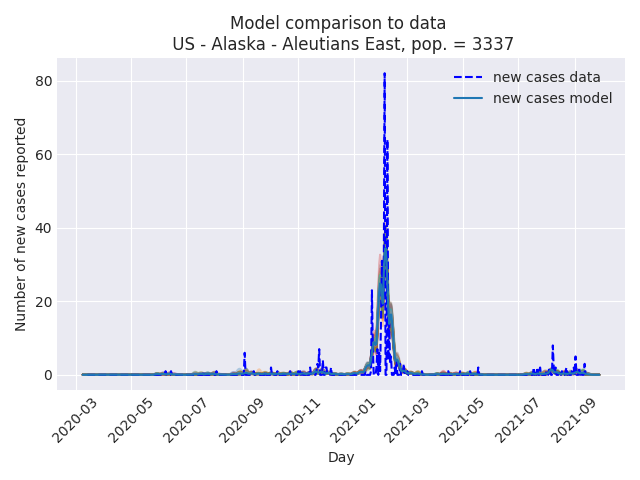 Model comparison to data
US - Alaska - Aleutians East, pop. = 3337
new cases data
new cases model
Number of new cases reported
80
60
40
20
0
2020-03
2020-05
2020-07
2020-09
2020-11
2021-01
2021-03
2021-05
2021-07
2021-09
Day